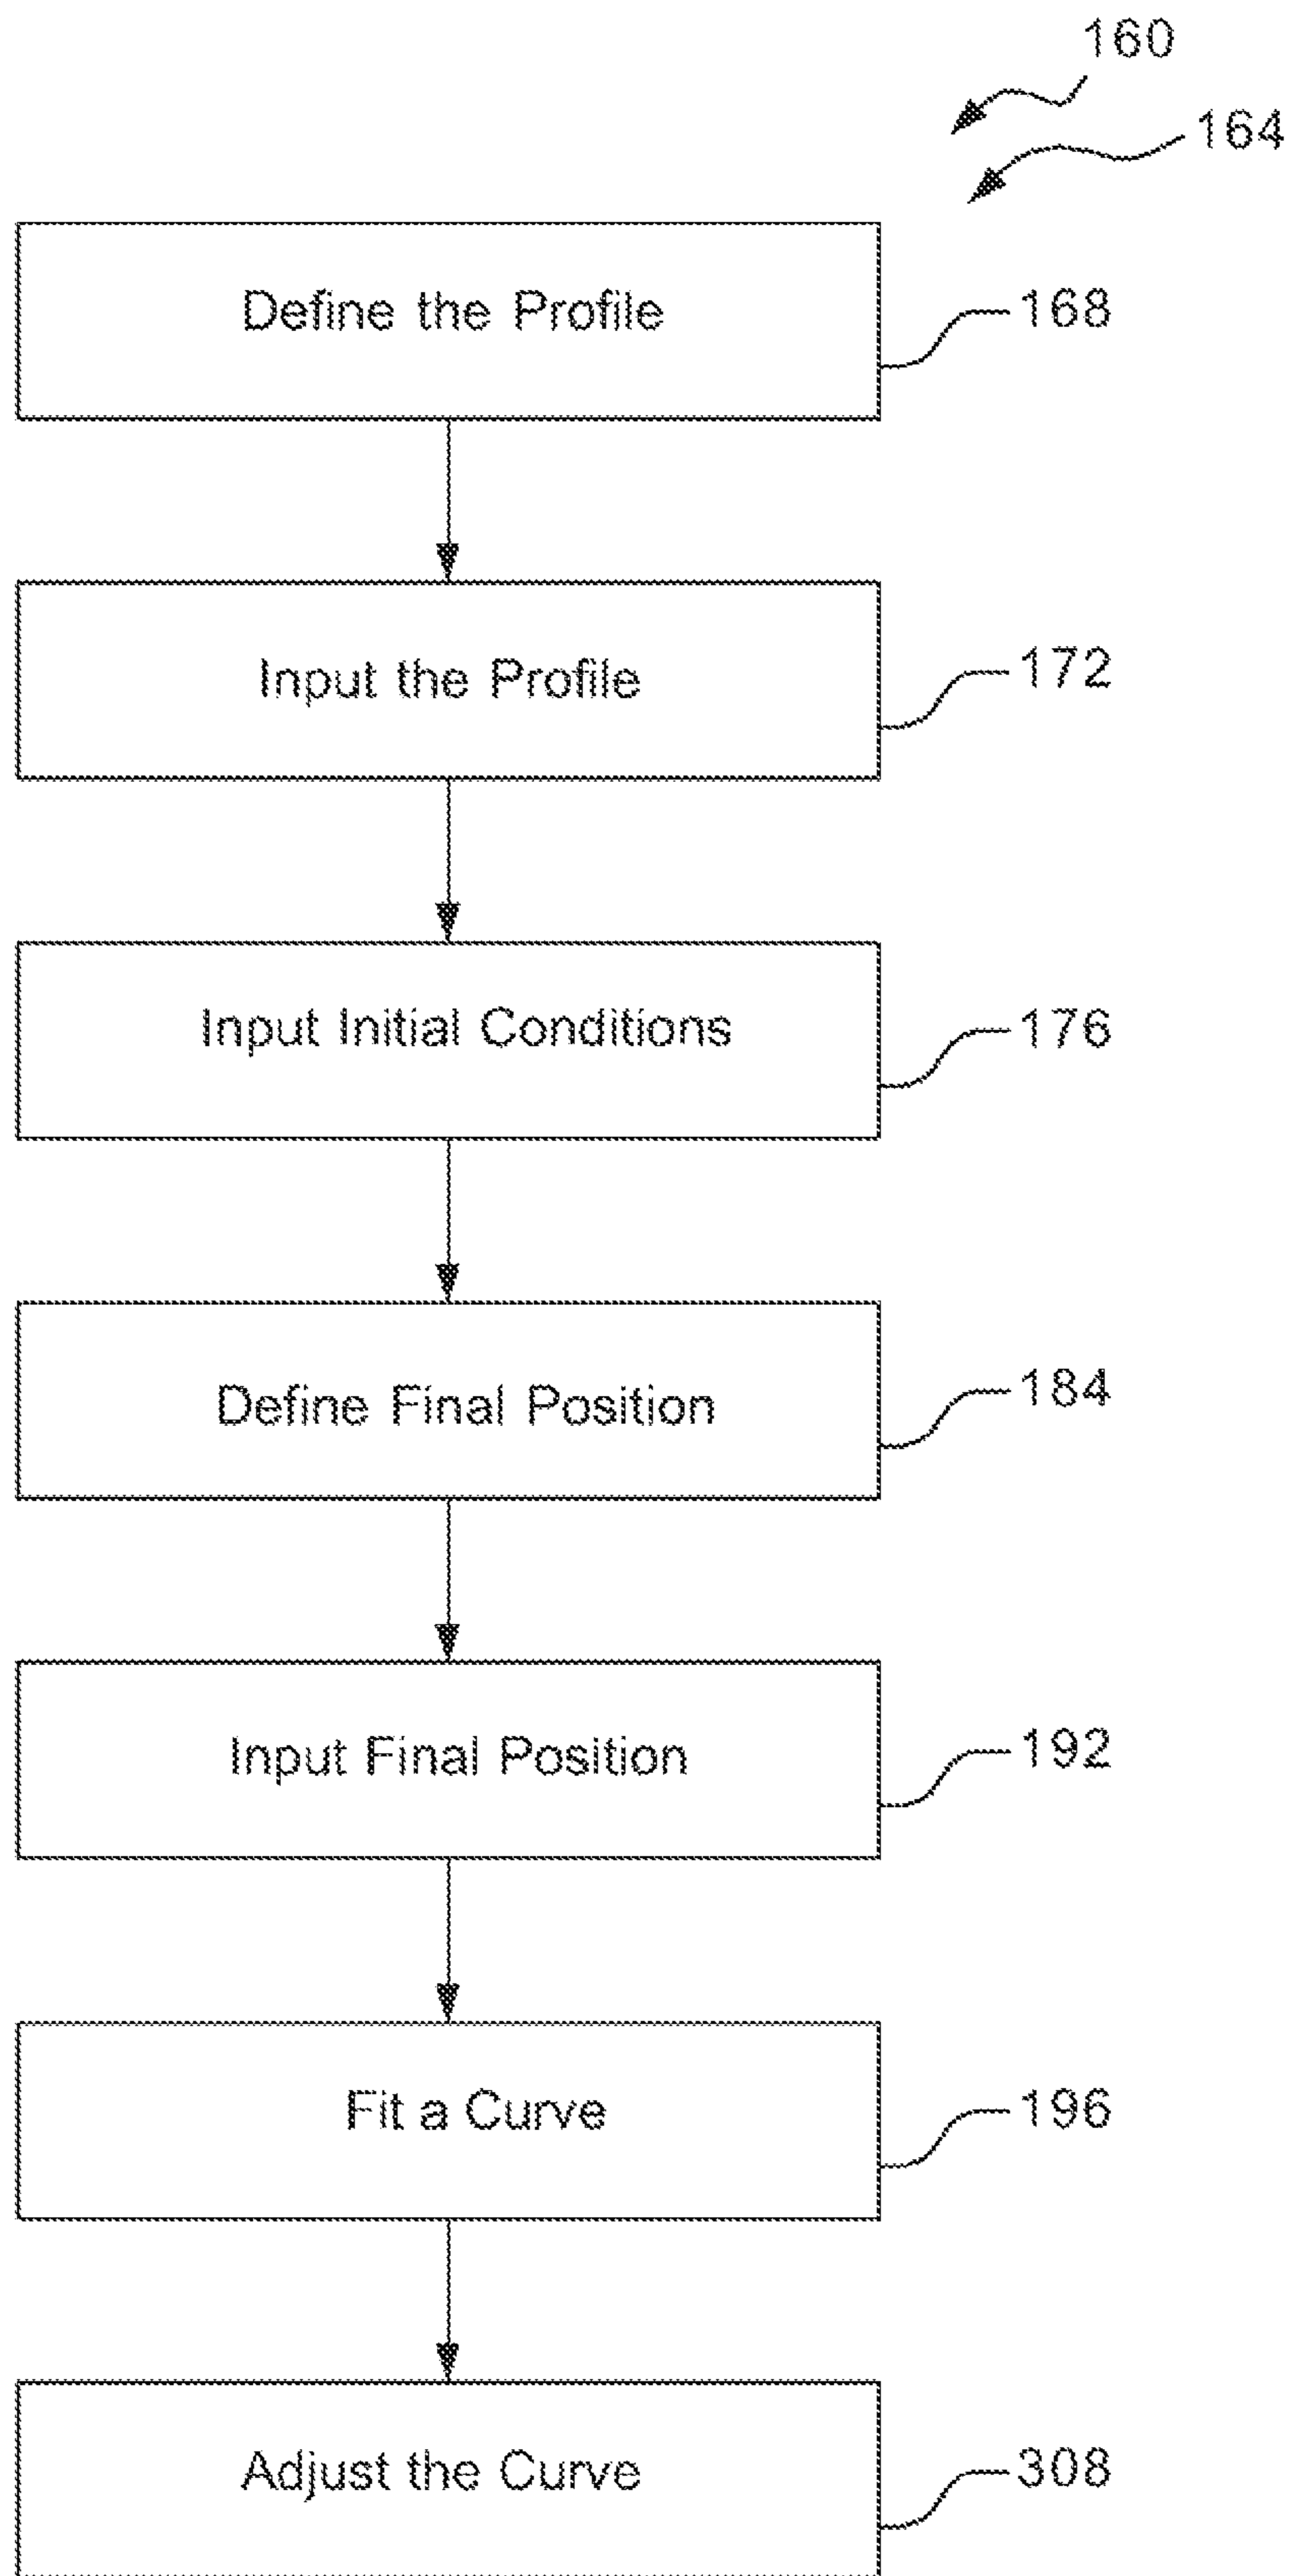 160
164
Define the Profile
168
Input the Profile
172
Input Initial Conditions
176
Define Final Position
184
Input Final Position
192
Fit a Curve
196
Adjust the Curve
308